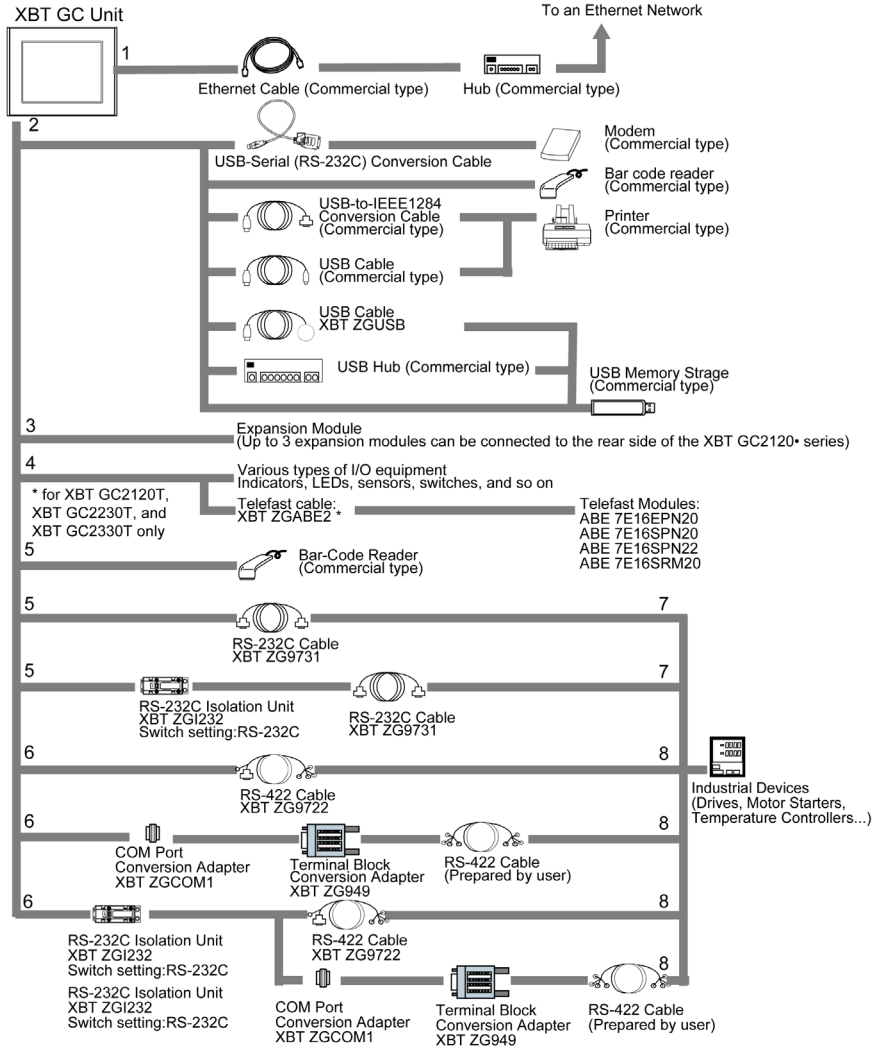 To an Ethernet Network
XBT GC Unit
1
Ethernet Cable (Commercial type)
Hub (Commercial type)
2
USB-Serial (RS-232C) Conversion Cable
Modem
(Commercial type)
Bar code reader
(Commercial type)
USB-to-IEEE1284
Conversion Cable
(Commercial type)
Printer
(Commercial type)
USB Cable
(Commercial type)
USB Cable
XBT ZGUSB
USB Hub (Commercial type)
USB Memory Strage
(Commercial type)
3
Expansion Module
(Up to 3 expansion modules can be connected to the rear side of the XBT GC2120• series)
4
Various types of I/O equipment
Indicators, LEDs, sensors, switches, and so on
* for XBT GC2120T,
XBT GC2230T, and
XBT GC2330T only
Telefast cable:
XBT ZGABE2 *
Telefast Modules:
ABE 7E16EPN20
ABE 7E16SPN20
ABE 7E16SPN22
ABE 7E16SRM20
5
Bar-Code Reader
(Commercial type)
5
7
RS-232C Cable
XBT ZG9731
5
7
RS-232C Isolation Unit
XBT ZGI232
Switch setting:RS-232C
RS-232C Cable
XBT ZG9731
6
8
RS-422 Cable
XBT ZG9722
Industrial Devices
(Drives, Motor Starters,
Temperature Controllers...)
6
8
COM Port
Conversion Adapter
XBT ZGCOM1
Terminal Block
Conversion Adapter
XBT ZG949
RS-422 Cable
(Prepared by user)
6
8
RS-232C Isolation Unit
XBT ZGI232
Switch setting:RS-232C
RS-422 Cable
XBT ZG9722
8
RS-232C Isolation Unit
XBT ZGI232
Switch setting:RS-232C
COM Port
Conversion Adapter
XBT ZGCOM1
Terminal Block
Conversion Adapter
XBT ZG949
RS-422 Cable
(Prepared by user)